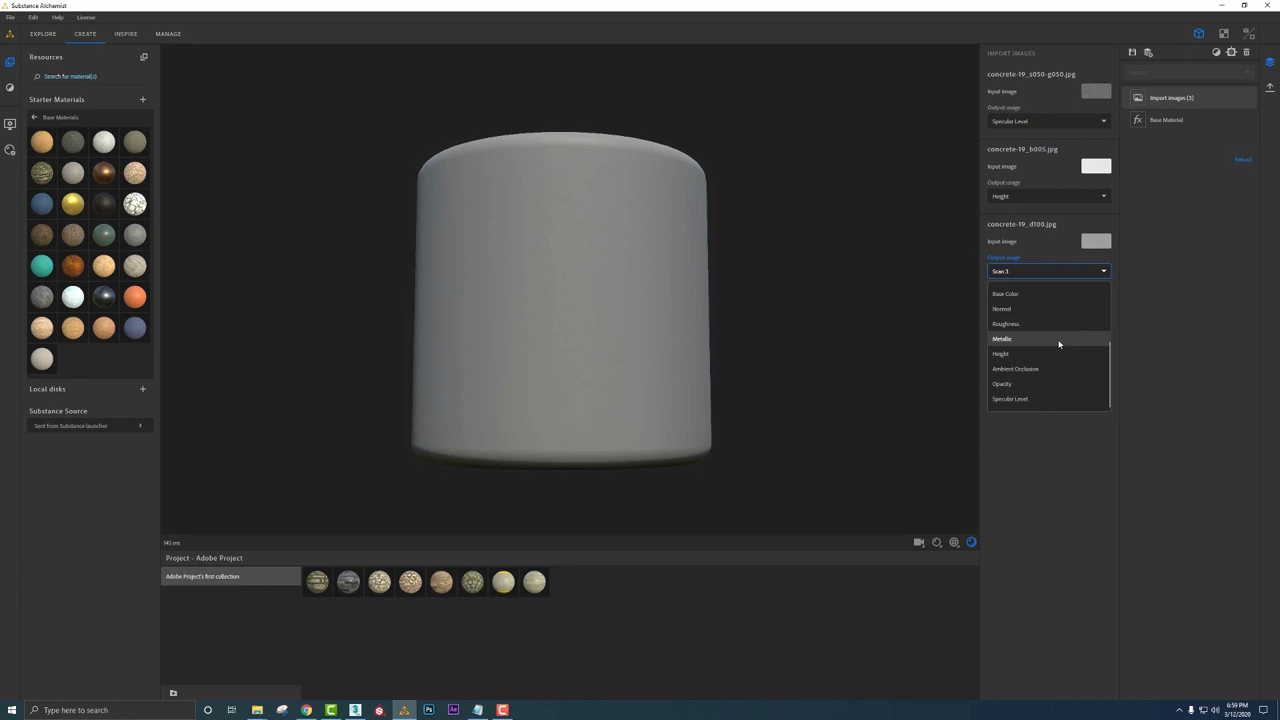 Substance Alchemist
File Edit Help License
EXPLORE CREATE INSPIRE MANAGE
Resources
Search for material(s)
Starter Materials
Base Materials
Local disks
Substance Source
Sent from Substance launcher
145 ms
Project - Adobe Project
Adobe Project's first collection
IMPORT IMAGES
concrete-19_s050-g050.jpg
Input image
Output usage
Specular Level
concrete-19_b005.jpg
Input image
Output usage
Height
concrete-19_d100.jpg
Input image
Output usage
Scan 3
Base Color
Normal
Roughness
Metallic
Height
Ambient Occlusion
Opacity
Specular Level
Import images (3)
Base Material
Reload
Type here to search
6:59 PM
3/12/2020